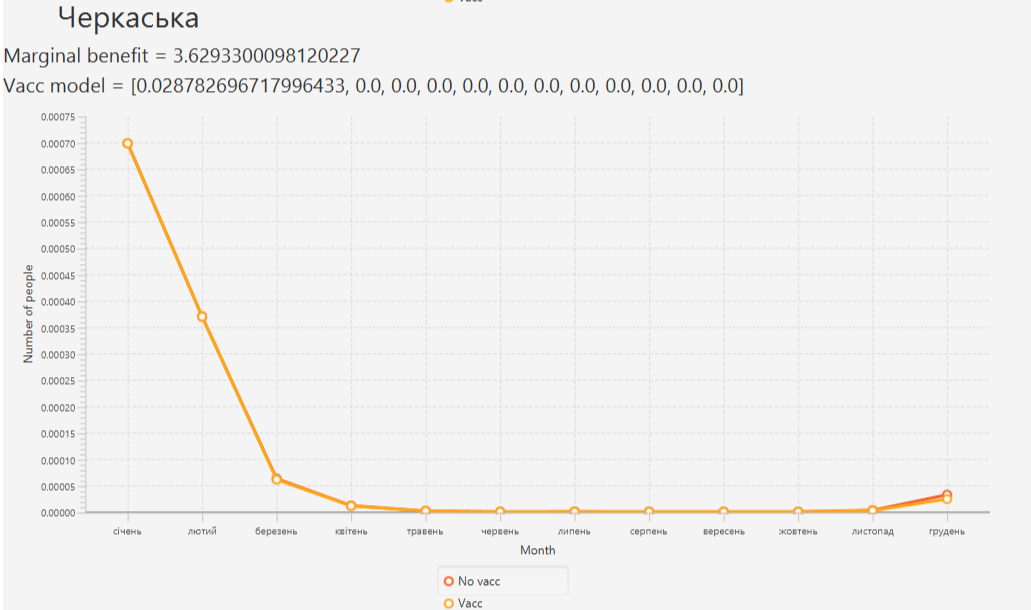 Черкаська
Marginal benefit = 3.6293300098120227
Vacc model = [0.028782696717996433, 0.0, 0.0, 0.0, 0.0, 0.0, 0.0, 0.0, 0.0, 0.0, 0.0, 0.0]
0.00075
0.00070
0.00065
0.00060
0.00055
0.00050
0.00045
0.00040
0.00035
0.00030
0.00025
0.00020
0.00015
0.00010
0.00005
0.00000
Number of people
січень лютий березень квітень травень червень липень серпень вересень жовтень листопад грудень
Month
No vacc
Vacc